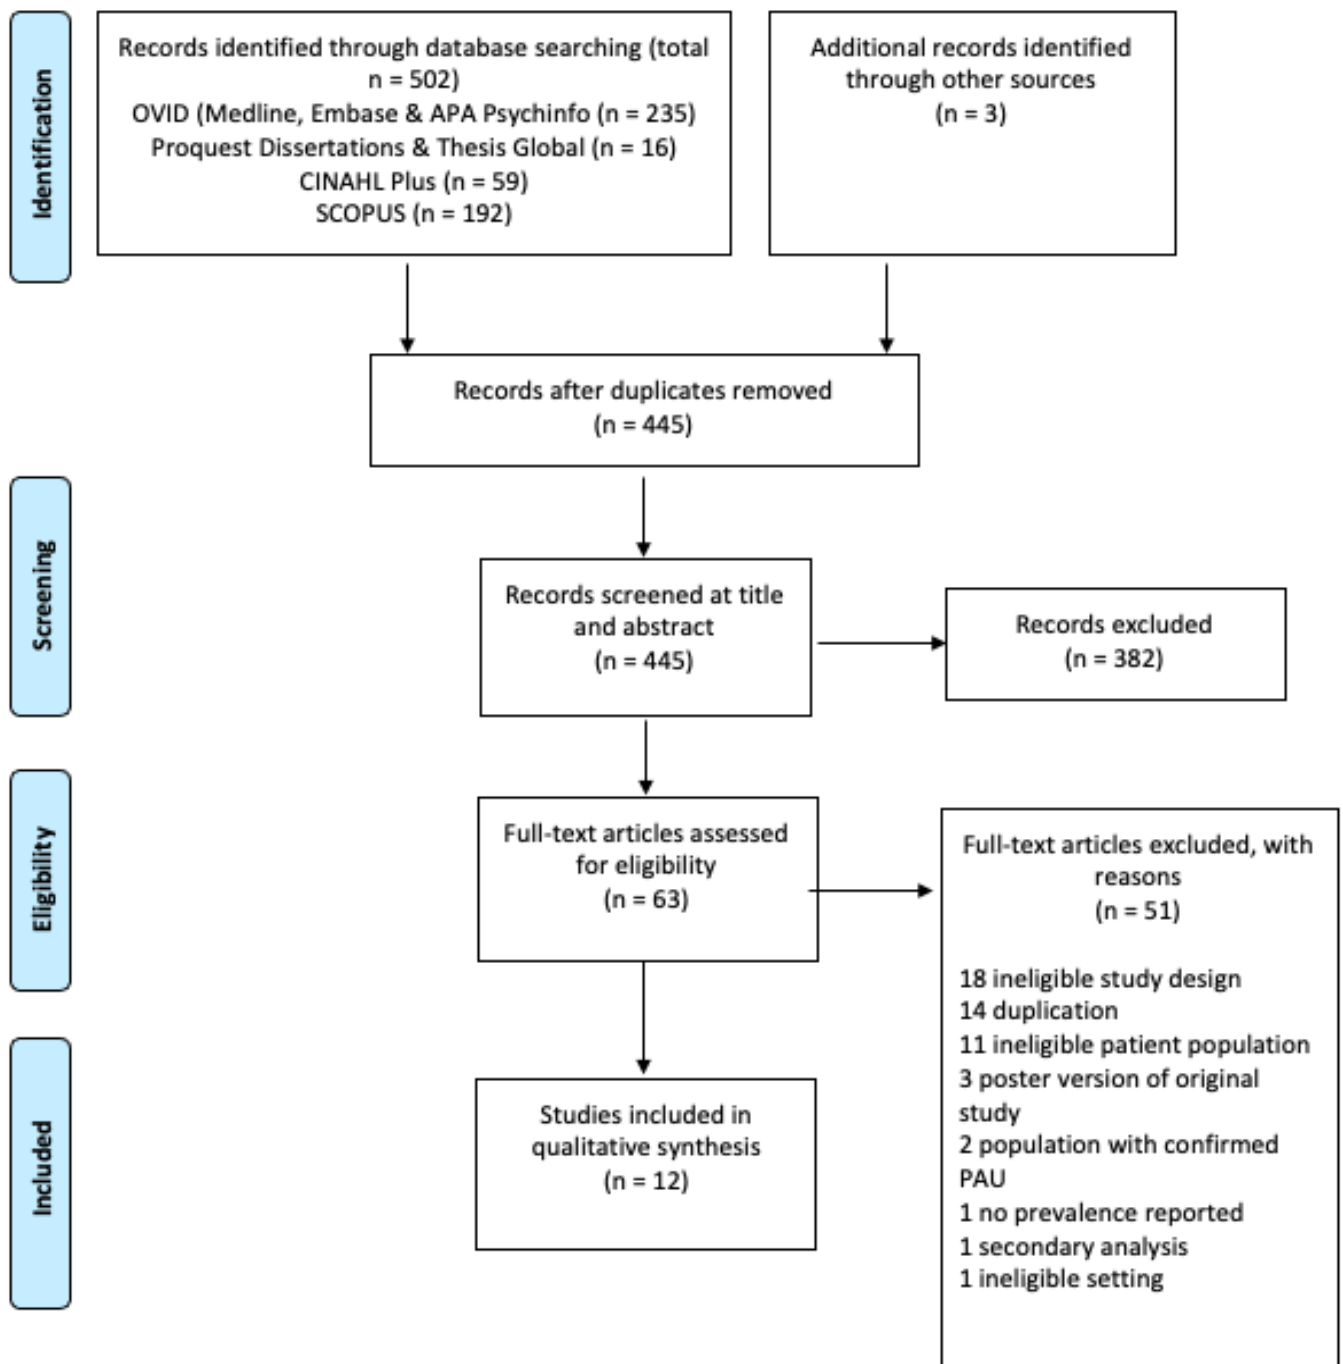 Identification
Records identified through database searching (total
n = 502)
OVID (Medline, Embase & APA Psychinfo (n = 235)
Proquest Dissertations & Thesis Global (n = 16)
CINAHL Plus (n = 59)
SCOPUS (n = 192)
Additional records identified
through other sources
(n = 3)
Records after duplicates removed
(n = 445)
Screening
Records screened at title
and abstract
(n = 445)
Records excluded
(n = 382)
Eligibility
Full-text articles assessed
for eligibility
(n = 63)
Full-text articles excluded, with
reasons
(n = 51)
18 ineligible study design
14 duplication
11 ineligible patient population
3 poster version of original
study
2 population with confirmed
PAU
1 no prevalence reported
1 secondary analysis
1 ineligible setting
Included
Studies included in
qualitative synthesis
(n = 12)